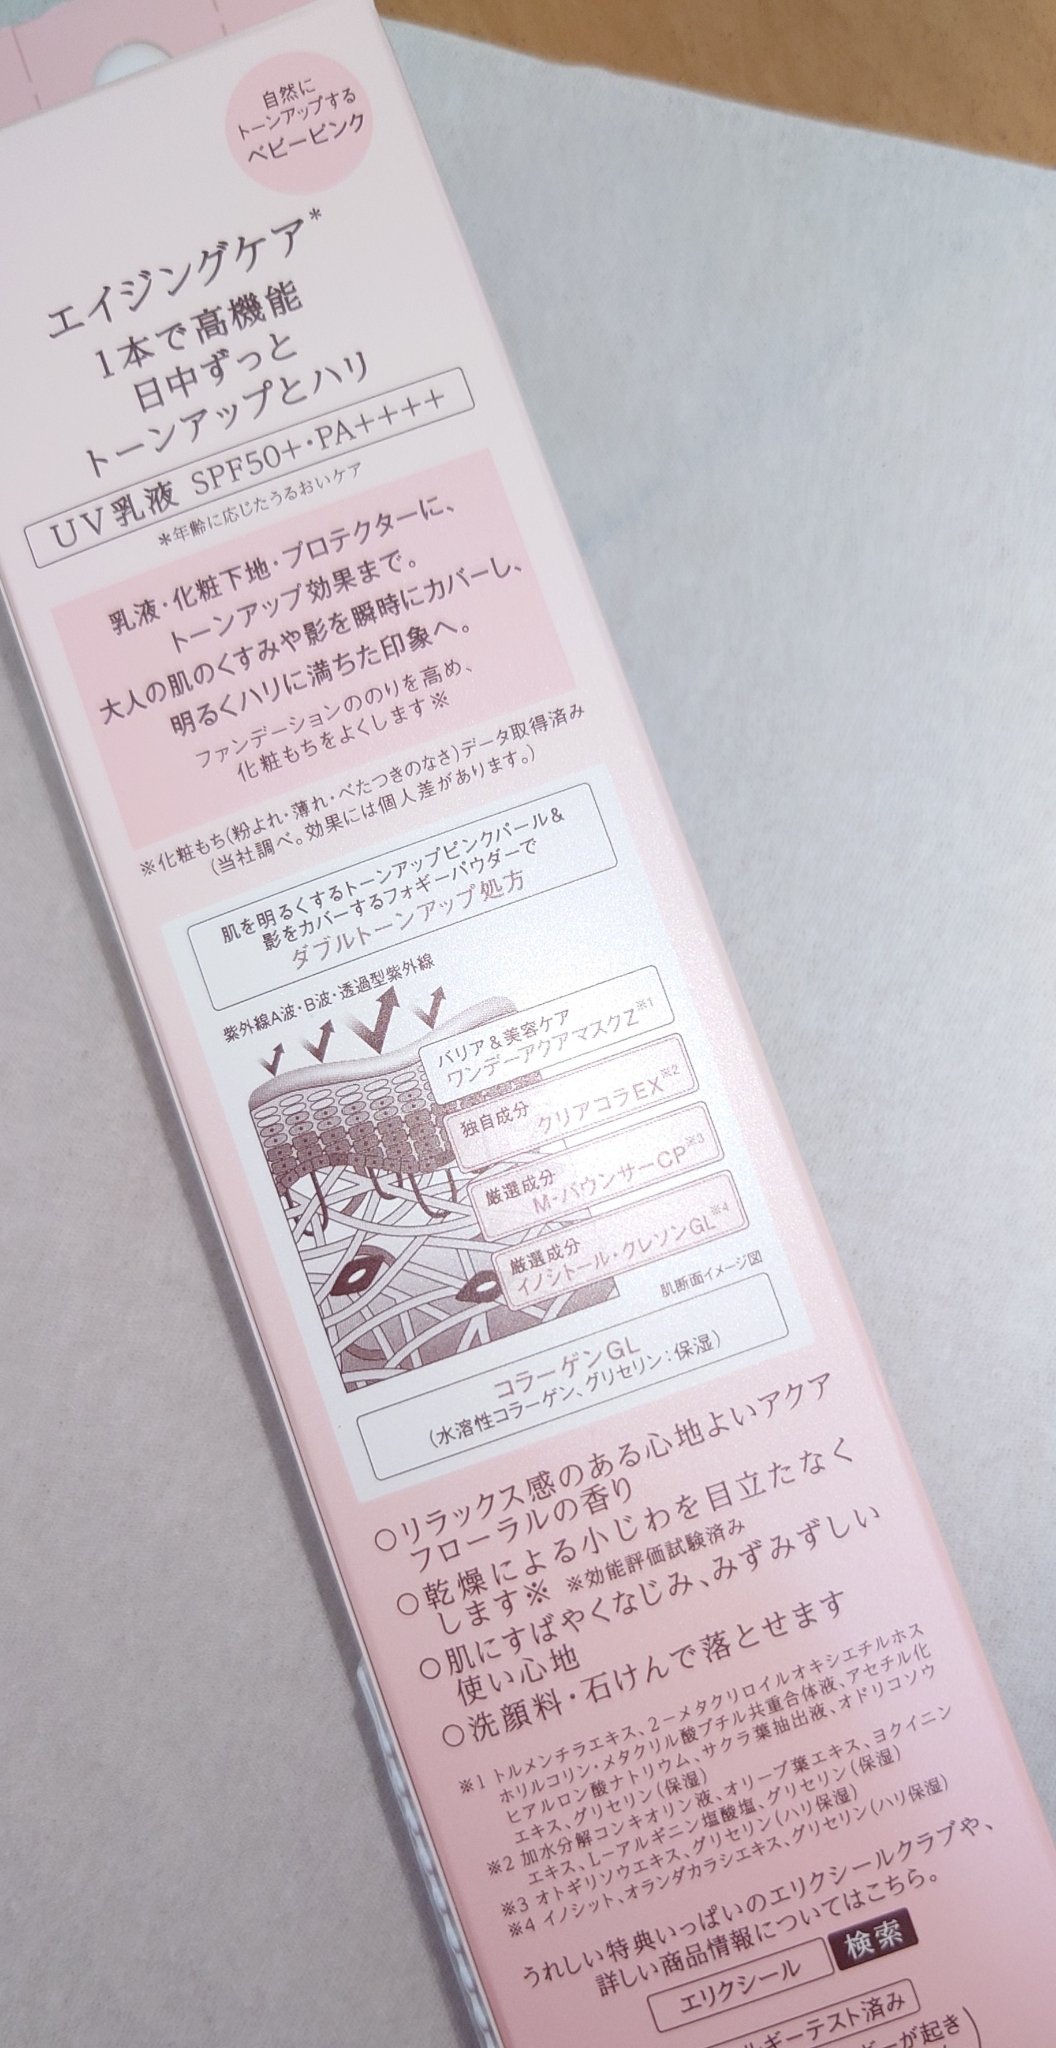 自然に
トーンアップする
ベビーピンク
エイジングケア*
1本で高機能
日中ずっと
トーンアップとハリ
UV乳液 SPF50+・PA++++
*年齢に応じたうるおいケア
乳液・化粧下地・プロテクターに、
トーンアップ効果まで。
大人の肌のくすみや影を瞬時にカバーし、
明るくハリに満ちた印象へ。
ファンデーションののりを高め、
化粧もちをよくします※
※化粧もち(粉よれ・薄れ・べたつきのなさ)データ取得済み
(当社調べ。効果には個人差があります。)
肌を明るくするトーンアップピンクパール&
影をカバーするフォギーパウダーで
ダブルトーンアップ処方
紫外線A波・B波・透過型紫外線
バリア&美容ケア
ワンデーアクアマスクZ※1
独自成分
クリアコラEX※2
厳選成分
M-バウンサーCP※3
厳選成分
イノシトール・クレソンGL※4
肌断面イメージ図
コラーゲンGL
(水溶性コラーゲン、グリセリン:保湿)
○リラックス感のある心地よいアクア
フローラルの香り
○乾燥による小じわを目立たなく
します※ ※効能評価試験済み
○肌にすばやくなじみ、みずみずしい
使い心地
○洗顔料・石けんで落とせます
※1 トルメンチラエキス、2-メタクリロイルオキシエチルホス
ホリルコリン・メタクリル酸ブチル共重合体液、アセチル化
ヒアルロン酸ナトリウム、サクラ葉抽出液、オドリコソウ
エキス、グリセリン(保湿)
※2 加水分解コンキオリン液、オリーブ葉エキス、ヨクイニン
エキス、L-アルギニン塩酸塩、グリセリン(保湿)
※3 オトギリソウエキス、グリセリン(ハリ保湿)
※4 イノシット、オランダカラシエキス、グリセリン(ハリ保湿)
うれしい特典いっぱいのエリクシールクラブや、
詳しい商品情報についてはこちら。
エリクシール 検索
ルギーテスト済み
ーが起き)